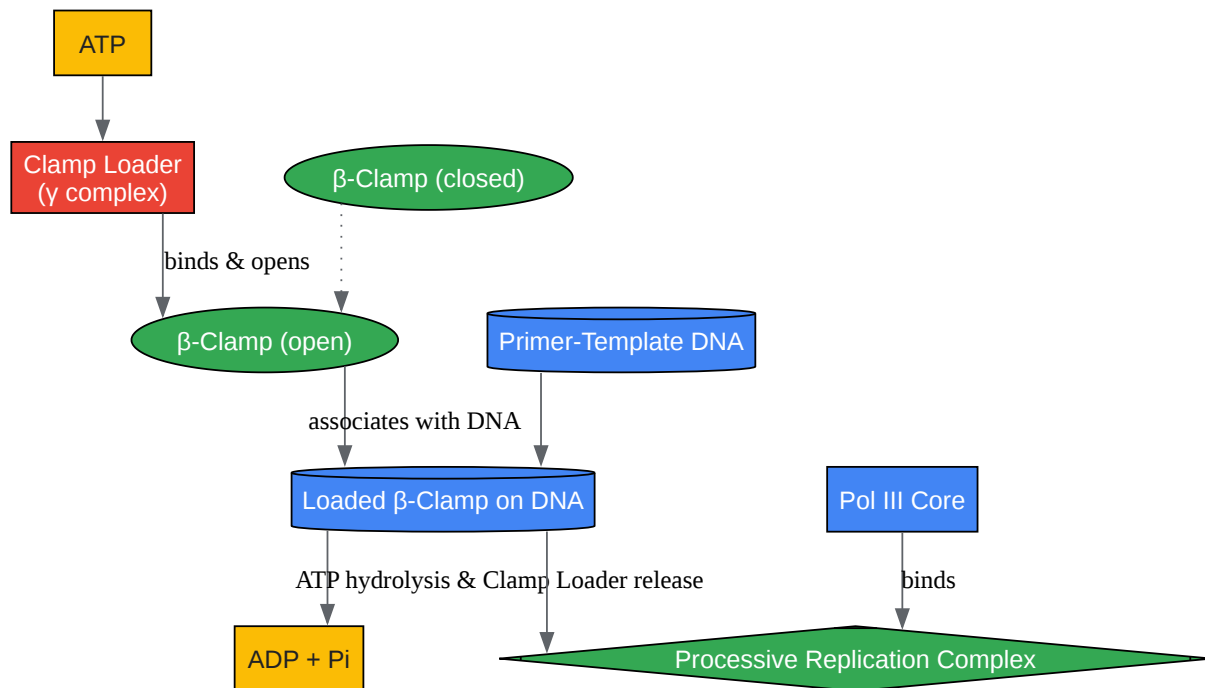 ATP
Clamp Loader
(γ complex)
β-Clamp (closed)
binds & opens
β-Clamp (open)
Primer-Template DNA
associates with DNA
Loaded β-Clamp on DNA
Pol III Core
ATP hydrolysis & Clamp Loader release
binds
ADP + Pi
Processive Replication Complex